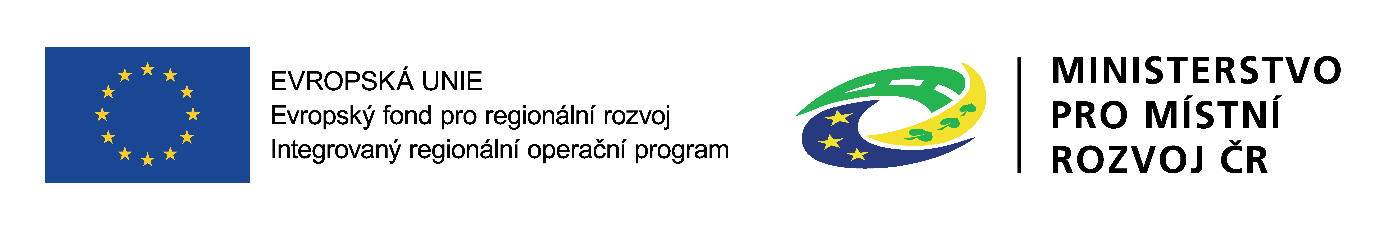 EVROPSKÁ UNIE
Evropský fond pro regionální rozvoj
Integrovaný regionální operační program
MINISTERSTVO
PRO MÍSTNÍ
ROZVOJ ČR